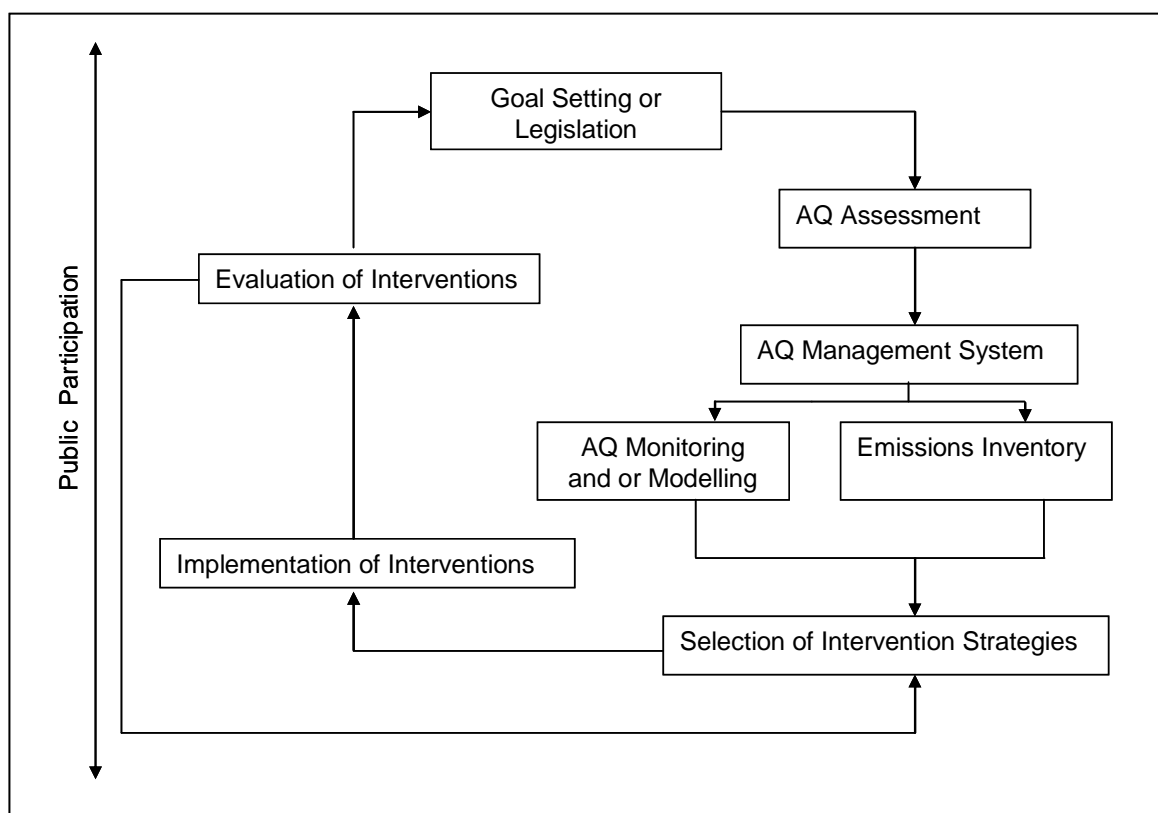 Goal Setting or
Legislation
AQ Assessment
Evaluation of Interventions
Public Participation
AQ Management System
AQ Monitoring
and or Modelling
Emissions Inventory
Implementation of Interventions
Selection of Intervention Strategies